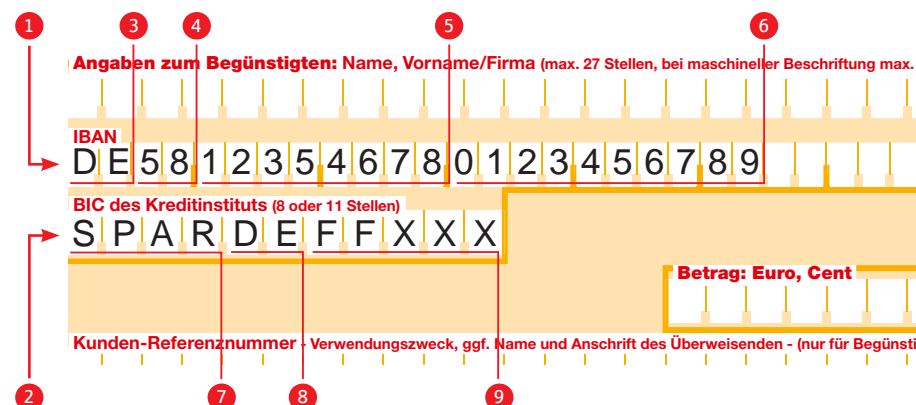 1 3 4 5 6
Angaben zum Begünstigten: Name, Vorname/Firma (max. 27 Stellen, bei maschineller Beschriftung max.
IBAN
DE58123546780123456789
BIC des Kreditinstituts (8 oder 11 Stellen)
SPARDEFFXXX
Betrag: Euro, Cent
Kunden-Referenznummer - Verwendungszweck, ggf. Name und Anschrift des Überweisenden - (nur für Begünsti
2 7 8 9